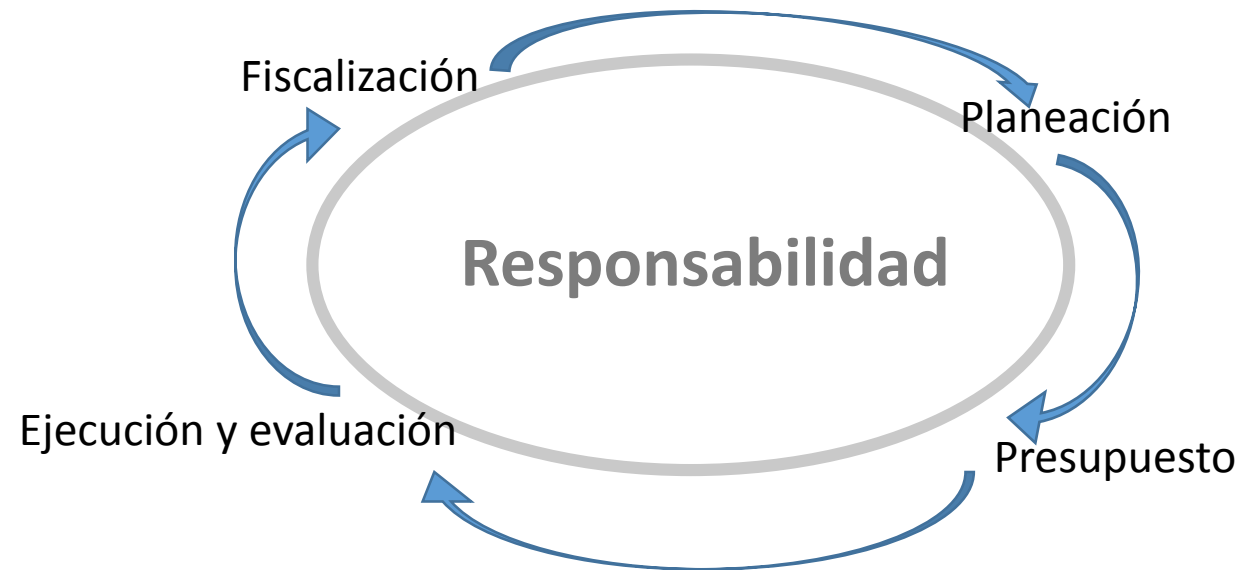 Fiscalización
Planeación
Responsabilidad
Ejecución y evaluación
Presupuesto